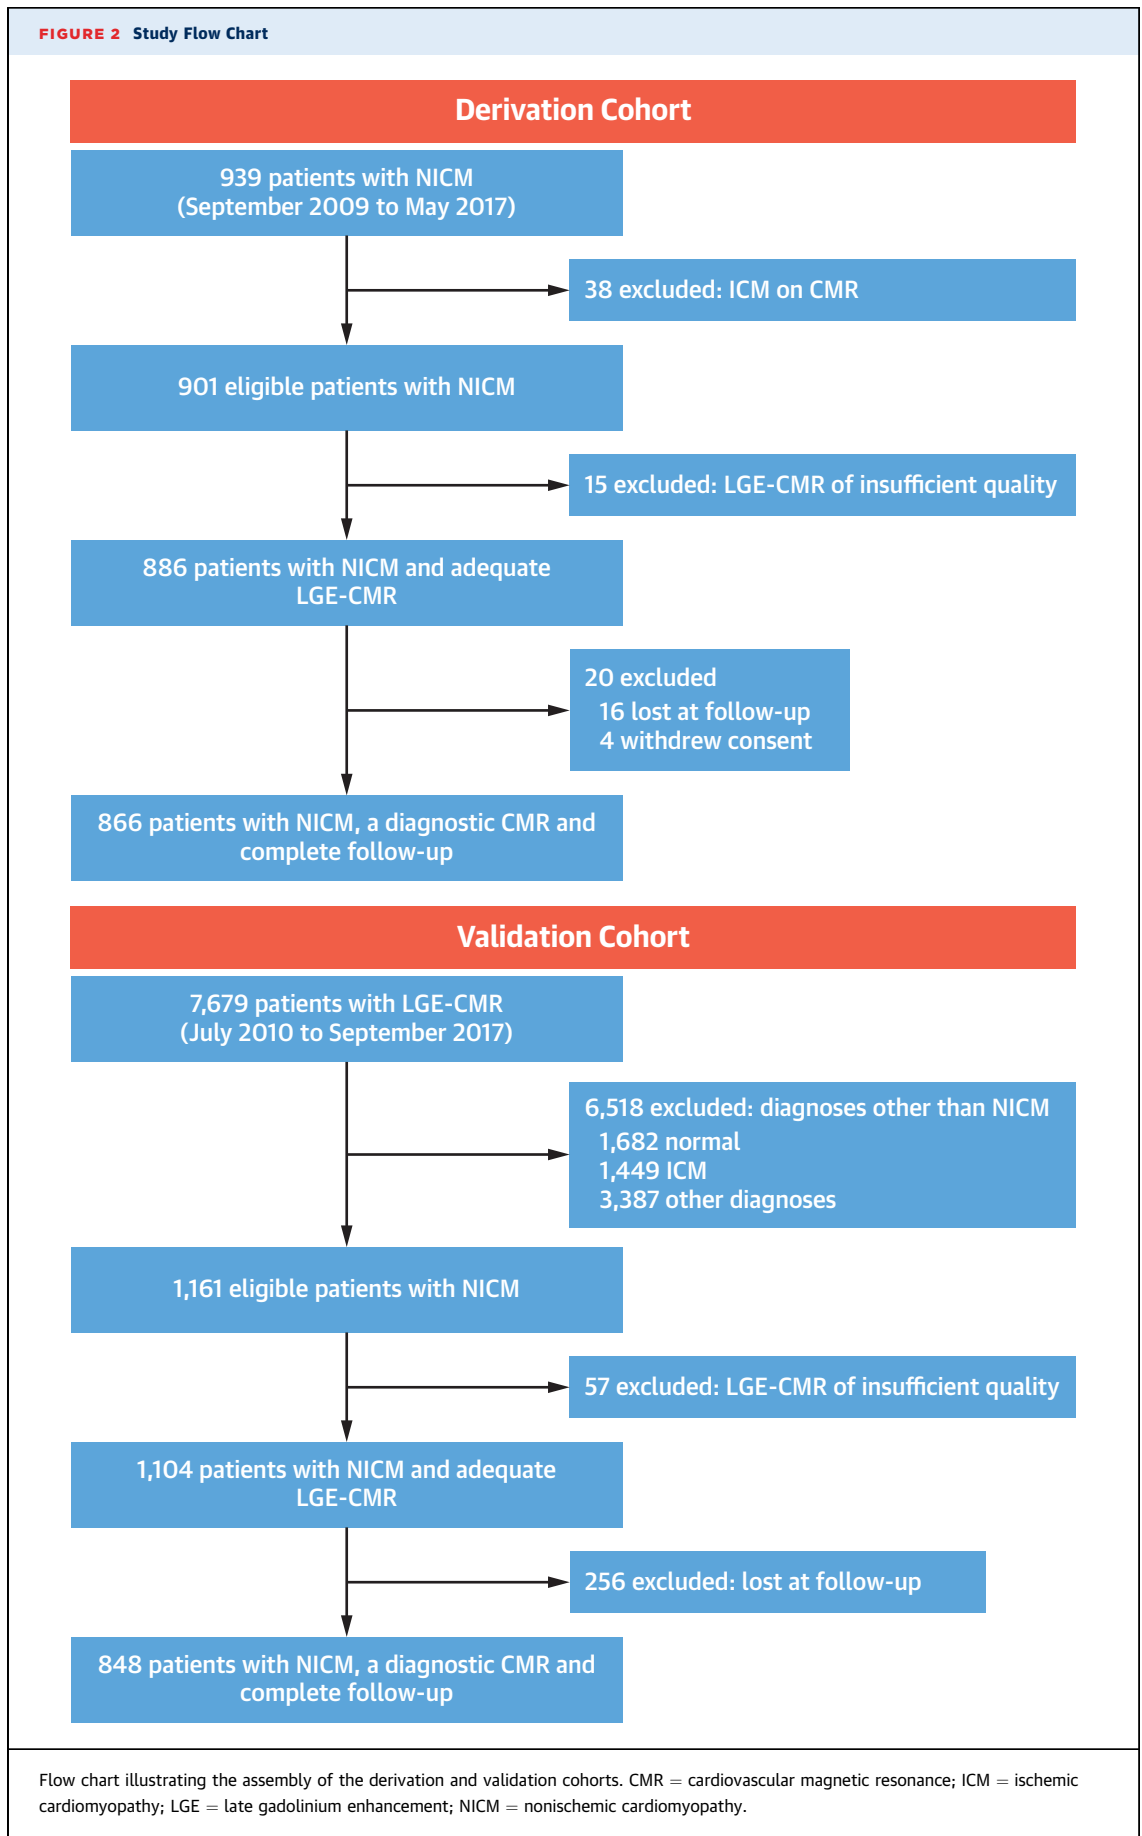 FIGURE 2 Study Flow Chart
Derivation Cohort
939 patients with NICM
(September 2009 to May 2017)
38 excluded: ICM on CMR
901 eligible patients with NICM
15 excluded: LGE-CMR of insufficient quality
886 patients with NICM and adequate
LGE-CMR
20 excluded
16 lost at follow-up
4 withdrew consent
866 patients with NICM, a diagnostic CMR and
complete follow-up
Validation Cohort
7,679 patients with LGE-CMR
(July 2010 to September 2017)
6,518 excluded: diagnoses other than NICM
1,682 normal
1,449 ICM
3,387 other diagnoses
1,161 eligible patients with NICM
57 excluded: LGE-CMR of insufficient quality
1,104 patients with NICM and adequate
LGE-CMR
256 excluded: lost at follow-up
848 patients with NICM, a diagnostic CMR and
complete follow-up
Flow chart illustrating the assembly of the derivation and validation cohorts. CMR = cardiovascular magnetic resonance; ICM = ischemic
cardiomyopathy; LGE = late gadolinium enhancement; NICM = nonischemic cardiomyopathy.